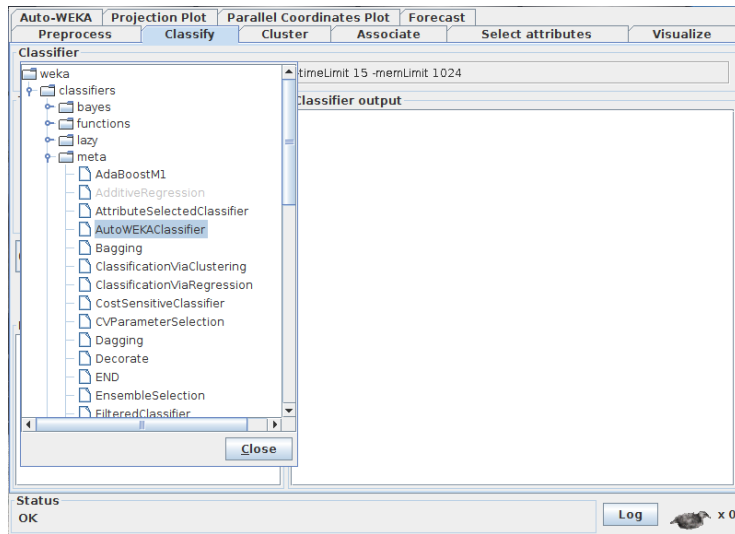 Auto-WEKA Projection Plot Parallel Coordinates Plot Forecast
Preprocess Classify Cluster Associate Select attributes Visualize
Classifier
weka
timeLimit 15 -memLimit 1024
classifiers
bayes
Classifier output
functions
lazy
meta
AdaBoostM1
AdditiveRegression
AttributeSelectedClassifier
AutoWEKAClassifier
Bagging
ClassificationViaClustering
ClassificationViaRegression
CostSensitiveClassifier
CVParameterSelection
Dagging
Decorate
END
EnsembleSelection
FilteredClassifier
Close
Status
OK
Log x 0